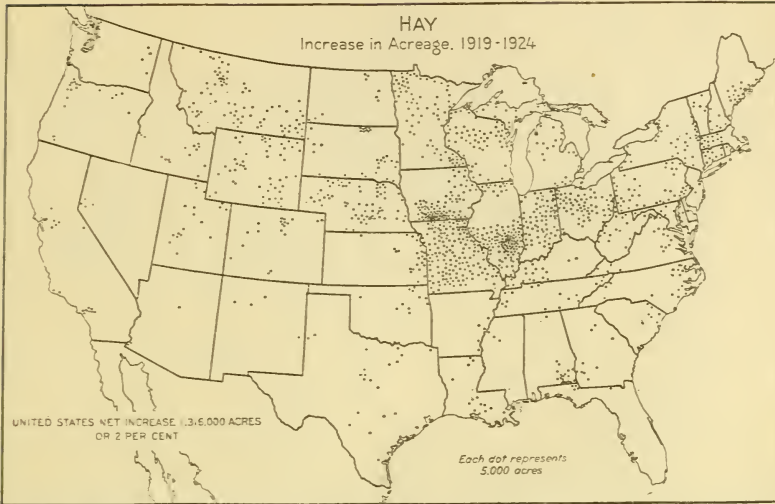 HAY
Increase in Acreage, 1919-1924
UNITED STATES NET INCREASE ACRES
OR 2 PER CENT
Each dot represents
5,000 acres